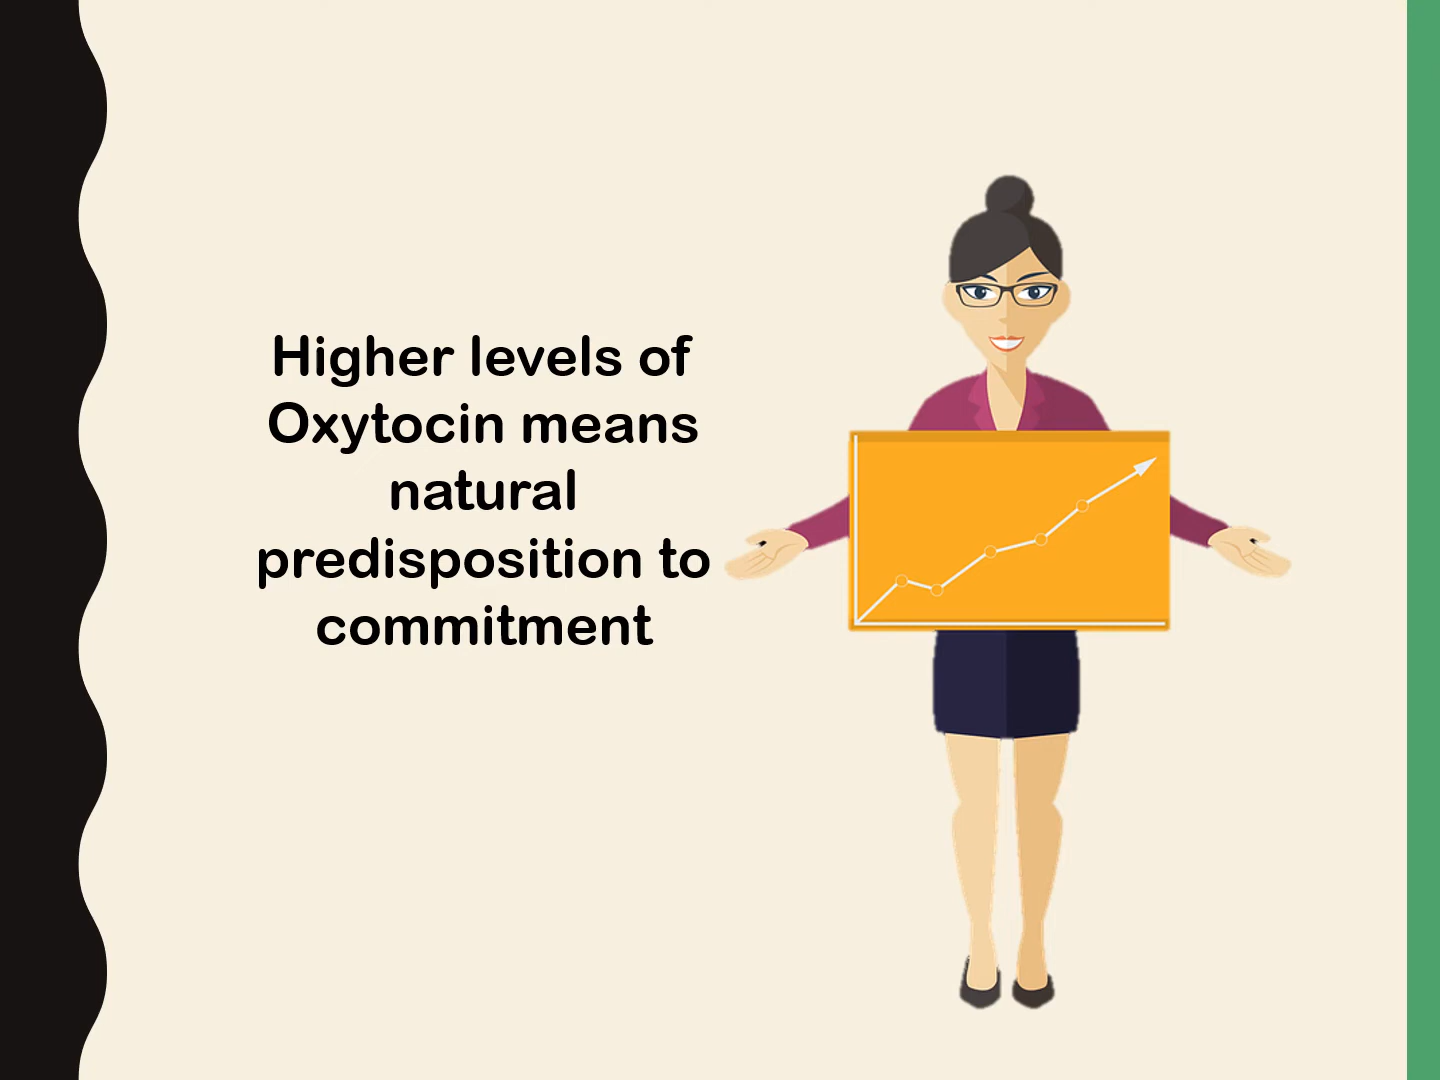 Higher levels of
Oxytocin means
natural
predisposition to
commitment